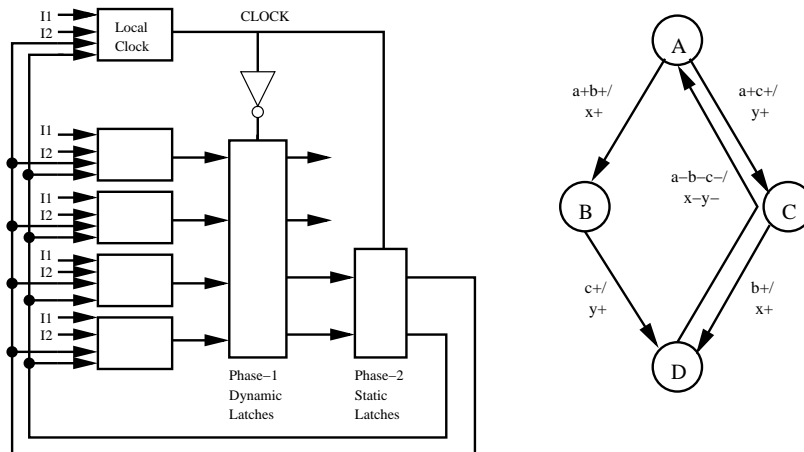 I1
I2
Local
Clock
CLOCK
I1
I2
I1
I2
I1
I2
I1
I2
Phase−1
Dynamic
Latches
Phase−2
Static
Latches
A
a+b+/
x+
a+c+/
y+
a−b−c−/
x−y−
B
C
c+/
y+
b+/
x+
D